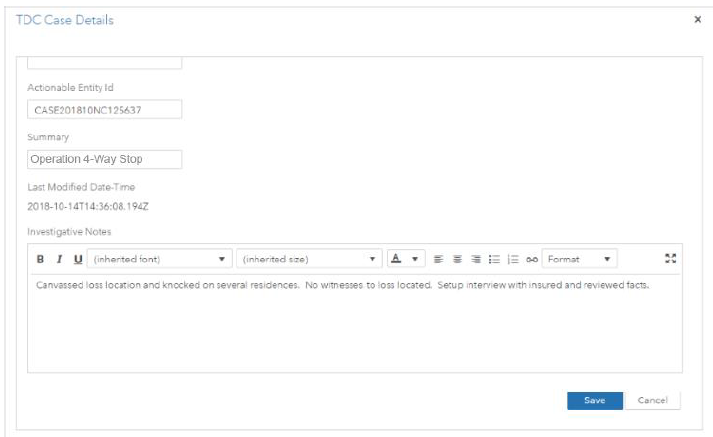 TDC Case Details x
Actionable Entity Id
CASE201810NC125637
Summary
Operation 4-Way Stop
Last Modified Date-Time
2018-10-14T14:36:08.194Z
Investigative Notes
B I U (inherited font) (inherited size) A Format
Canvassed loss location and knocked on several residences. No witnesses to loss located. Setup interview with insured and reviewed facts.
Save Cancel